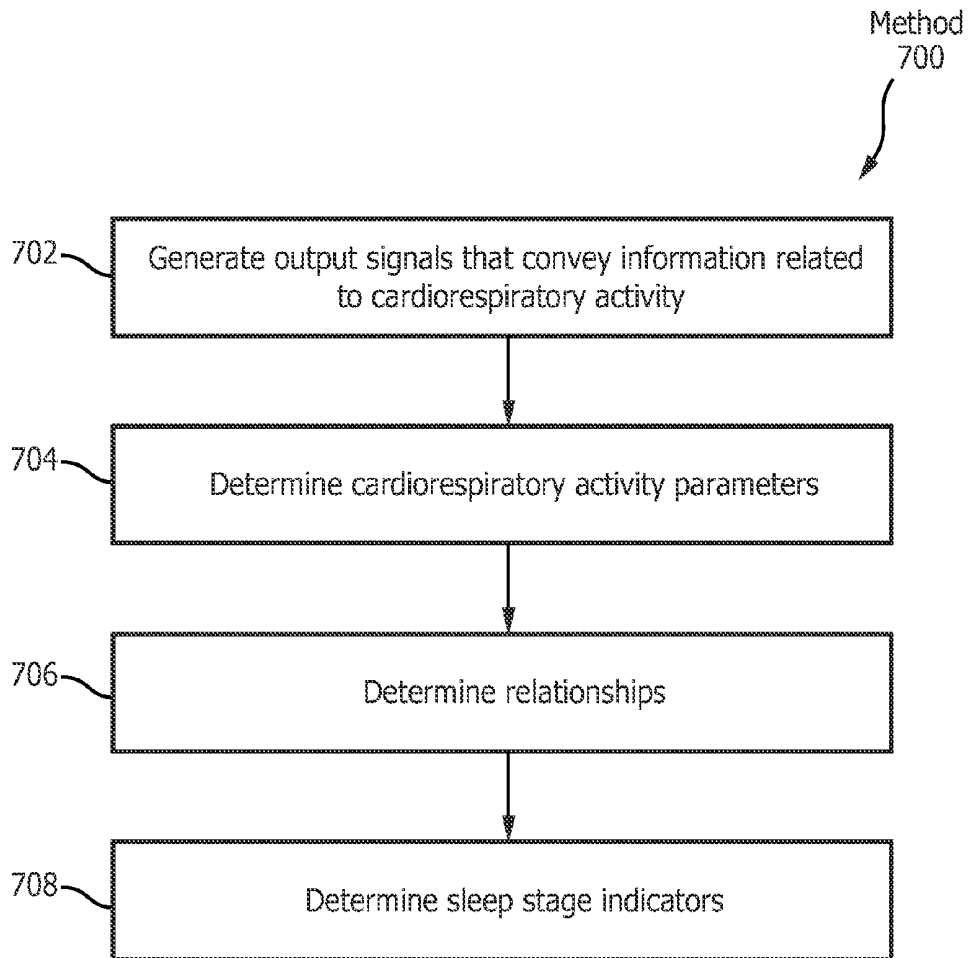 Method
700
702
Generate output signals that convey information related
to cardiorespiratory activity
704
Determine cardiorespiratory activity parameters
706
Determine relationships
708
Determine sleep stage indicators